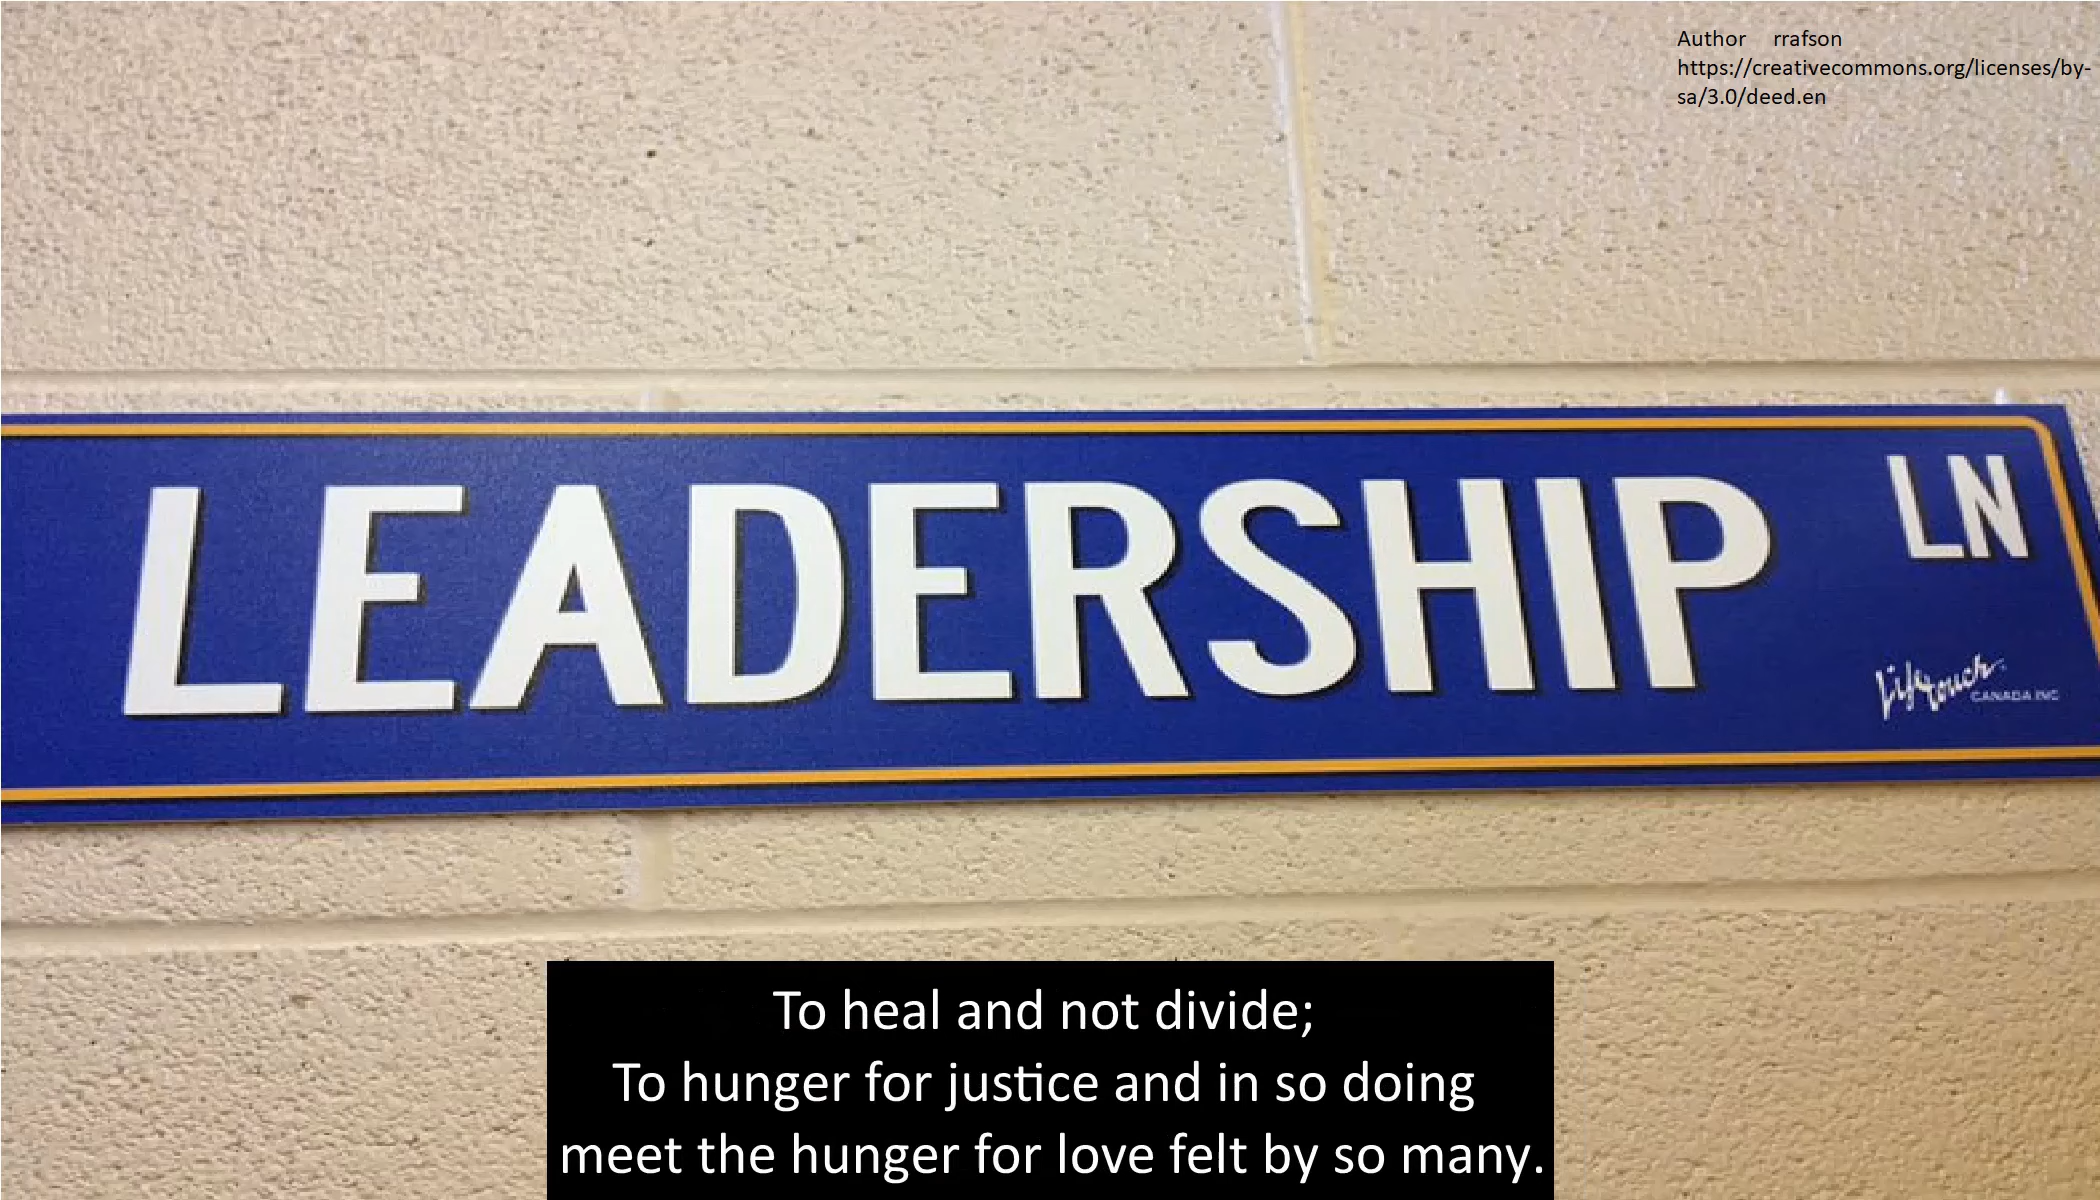 Author rrafson
https://creativecommons.org/licenses/by-
sa/3.0/deed.en
LEADERSHIP LN
Lifetouch
CANADA INC
To heal and not divide;
To hunger for justice and in so doing
meet the hunger for love felt by so many.